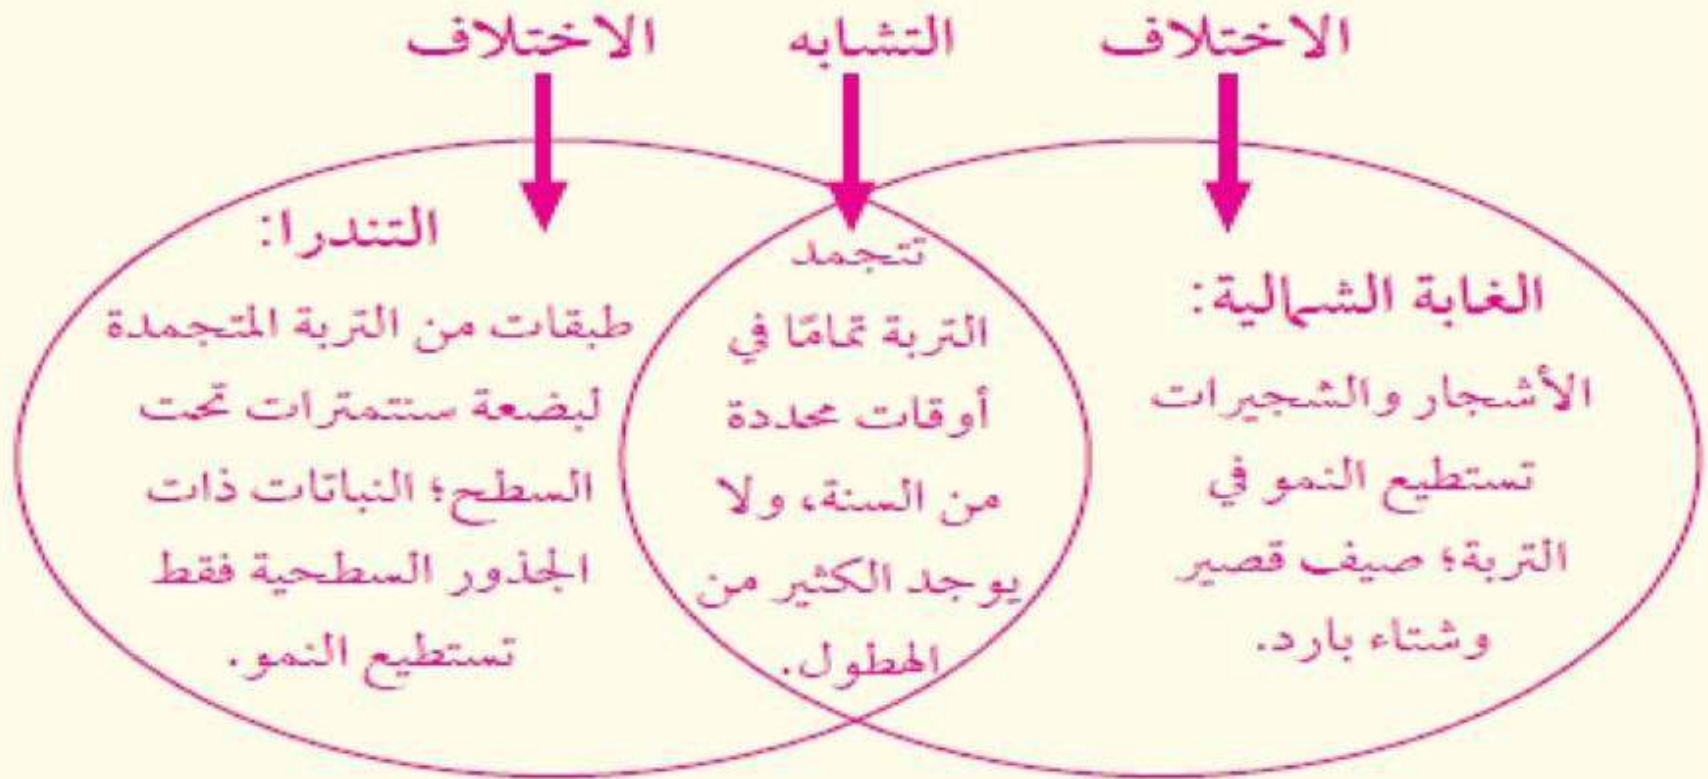 الاختلاف
التشابه
الاختلاف
الغابة الشمالية:
الأشجار والشجيرات
تستطيع النمو في
التربة؛ صيف قصير
وشتاء بارد.
تتجمد
التربة تمامًا في
أوقات محددة
من السنة، ولا
يوجد الكثير من
الهطول.
التندرا:
طبقات من التربة المتجمدة
لبضعة سنتمترات تحت
السطح؛ النباتات ذات
الجذور السطحية فقط
تستطيع النمو.